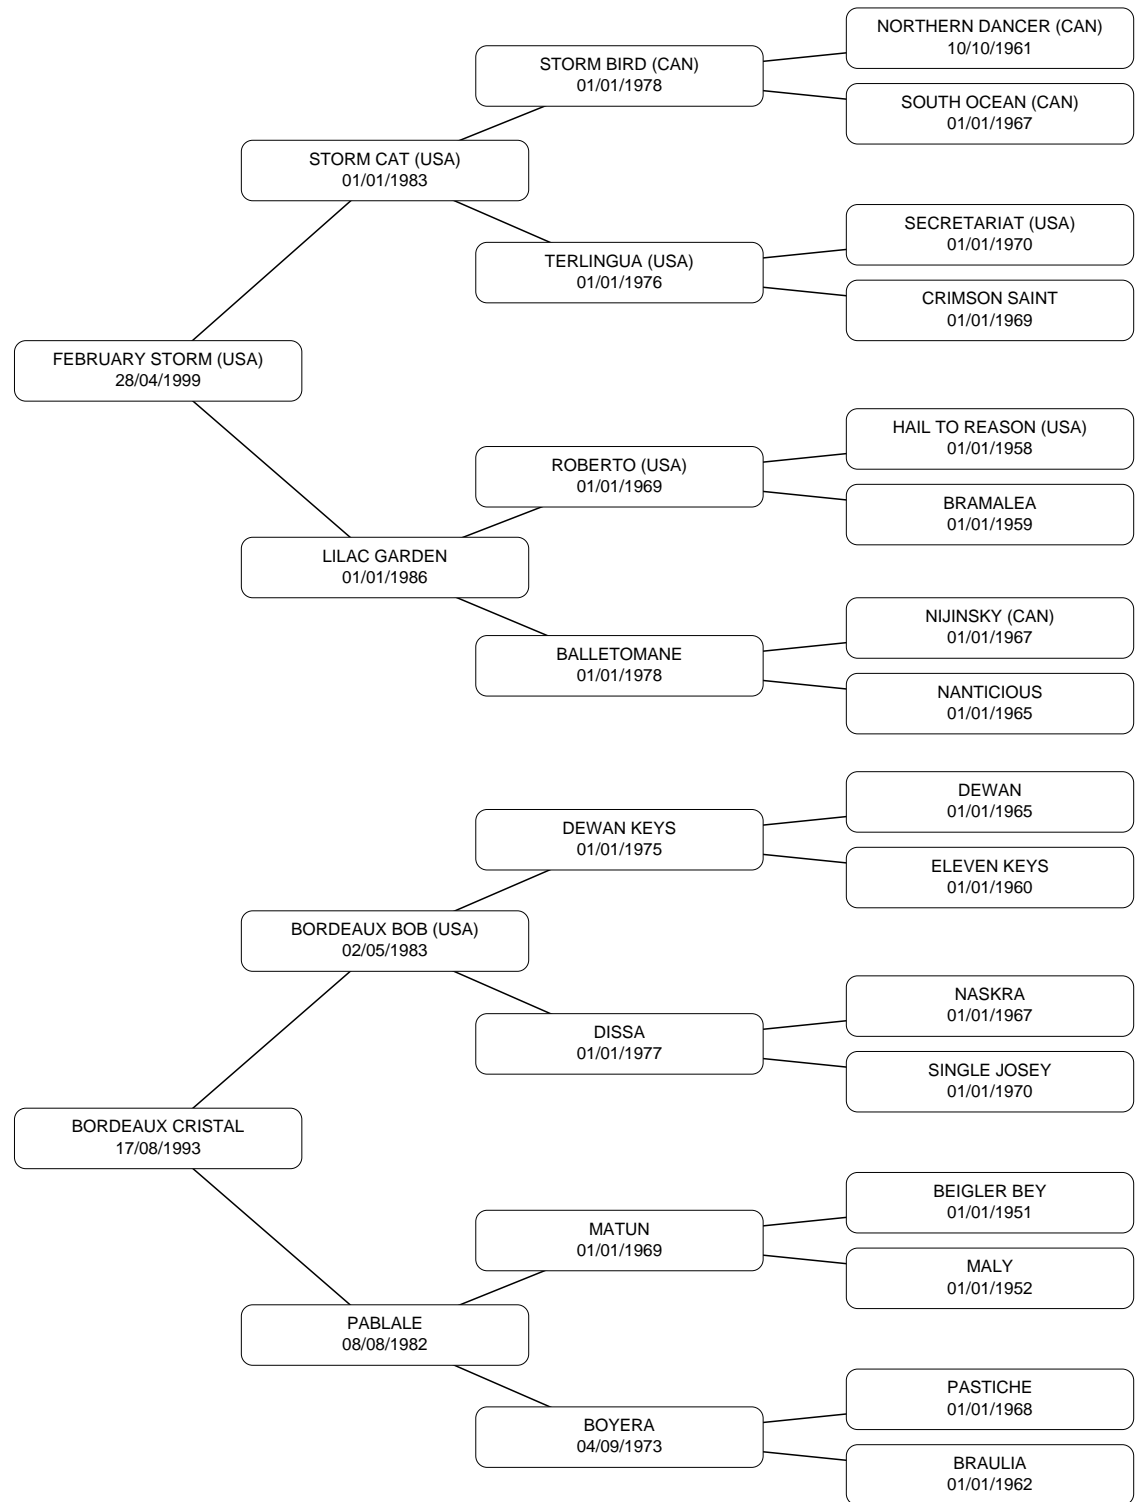 NORTHERN DANCER (CAN)
10/10/1961
STORM BIRD (CAN)
01/01/1978
SOUTH OCEAN (CAN)
01/01/1967
STORM CAT (USA)
01/01/1983
SECRETARIAT (USA)
01/01/1970
TERLINGUA (USA)
01/01/1976
CRIMSON SAINT
01/01/1969
FEBRUARY STORM (USA)
28/04/1999
HAIL TO REASON (USA)
01/01/1958
ROBERTO (USA)
01/01/1969
BRAMALEA
01/01/1959
LILAC GARDEN
01/01/1986
NIJINSKY (CAN)
01/01/1967
BALLETOMANE
01/01/1978
NANTICIOUS
01/01/1965
DEWAN
01/01/1965
DEWAN KEYS
01/01/1975
ELEVEN KEYS
01/01/1960
BORDEAUX BOB (USA)
02/05/1983
NASKRA
01/01/1967
DISSA
01/01/1977
SINGLE JOSEY
01/01/1970
BORDEAUX CRISTAL
17/08/1993
BEIGLER BEY
01/01/1951
MATUN
01/01/1969
MALY
01/01/1952
PABLALE
08/08/1982
PASTICHE
01/01/1968
BOYERA
04/09/1973
BRAULIA
01/01/1962